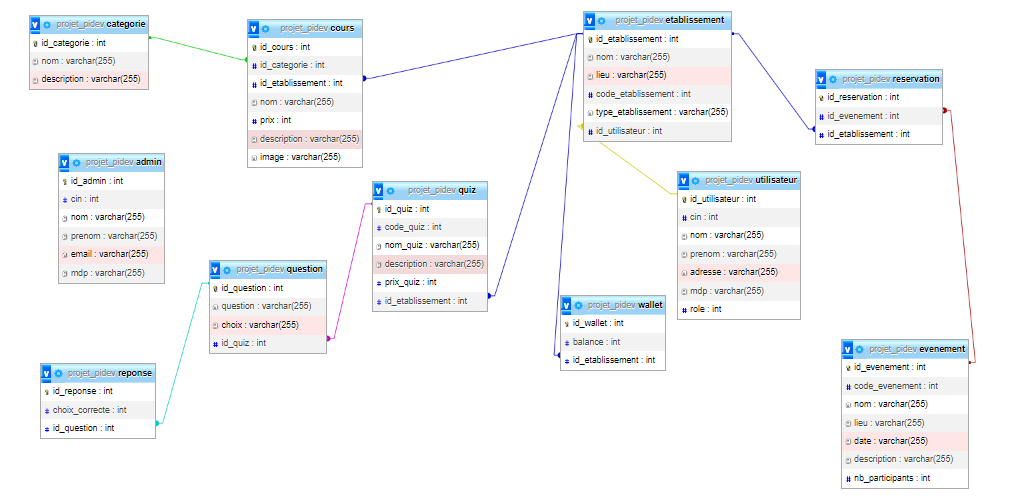 projet_pidev categorie
id_categorie : int
nom : varchar(255)
description : varchar(255)
projet_pidev cours
id_cours : int
id_categorie : int
id_etablissement : int
nom : varchar(255)
prix : int
description : varchar(255)
image : varchar(255)
projet_pidev etablissement
id_etablissement : int
nom : varchar(255)
lieu : varchar(255)
code_etablissement : int
type_etablissement : varchar(255)
id_utilisateur : int
projet_pidev reservation
id_reservation : int
id_evenement : int
id_etablissement : int
projet_pidev admin
id_admin : int
cin : int
nom : varchar(255)
prenom : varchar(255)
email : varchar(255)
mdp : varchar(255)
projet_pidev quiz
id_quiz : int
code_quiz : int
nom_quiz : varchar(255)
description : varchar(255)
prix_quiz : int
id_etablissement : int
projet_pidev utilisateur
id_utilisateur : int
cin : int
nom : varchar(255)
prenom : varchar(255)
adresse : varchar(255)
mdp : varchar(255)
role : int
projet_pidev question
id_question : int
question : varchar(255)
choix : varchar(255)
id_quiz : int
projet_pidev wallet
id_wallet : int
balance : int
id_etablissement : int
projet_pidev reponse
id_reponse : int
choix_correcte : int
id_question : int
projet_pidev evenement
id_evenement : int
code_evenement : int
nom : varchar(255)
lieu : varchar(255)
date : varchar(255)
description : varchar(255)
nb_participants : int